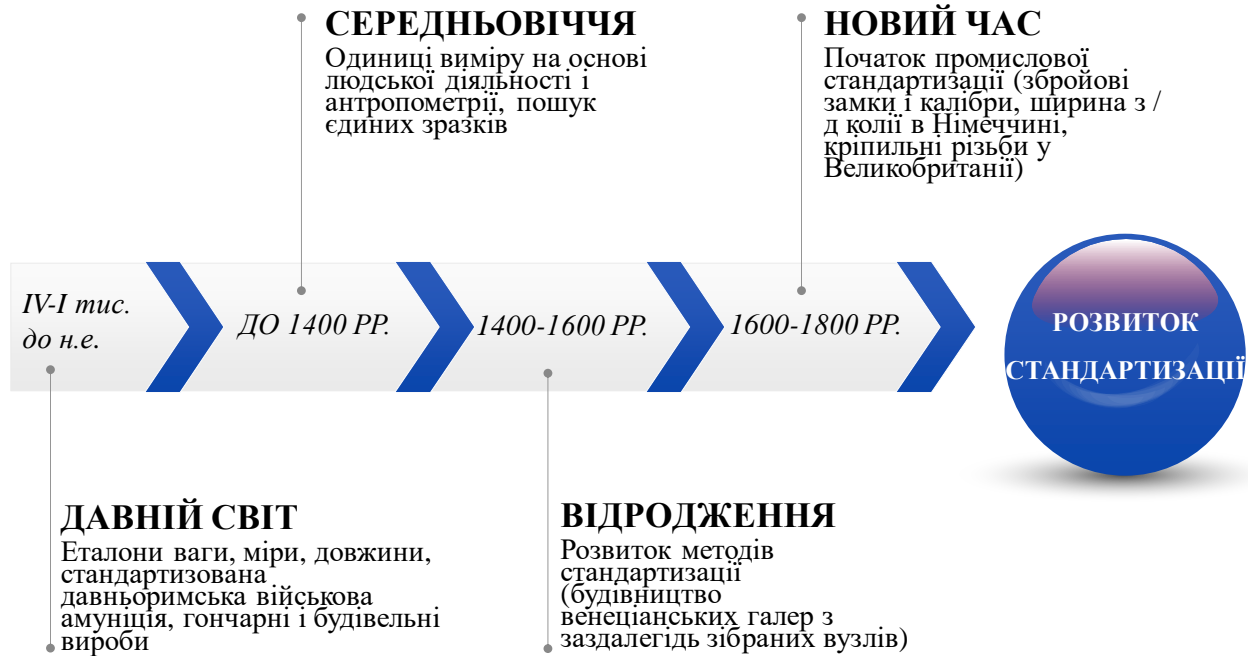 СЕРЕДНЬОВІЧЧЯ
Одиниці виміру на основі
людської діяльності і
антропометрії, пошук
єдиних зразків
НОВИЙ ЧАС
Початок промислової
стандартизації (збройові
замки і калібри, ширина з /
д колії в Німеччині,
кріпильні різьби у
Великобританії)
IV-I тис.
до н.е.
ДО 1400 РР.
1400-1600 РР.
1600-1800 РР.
РОЗВИТОК
СТАНДАРТИЗАЦІЇ
ДАВНІЙ СВІТ
Еталони ваги, міри, довжини,
стандартизована
давньоримська військова
амуніція, гончарні і будівельні
вироби
ВІДРОДЖЕННЯ
Розвиток методів
стандартизації
(будівництво
венеціанських галер з
заздалегідь зібраних вузлів)